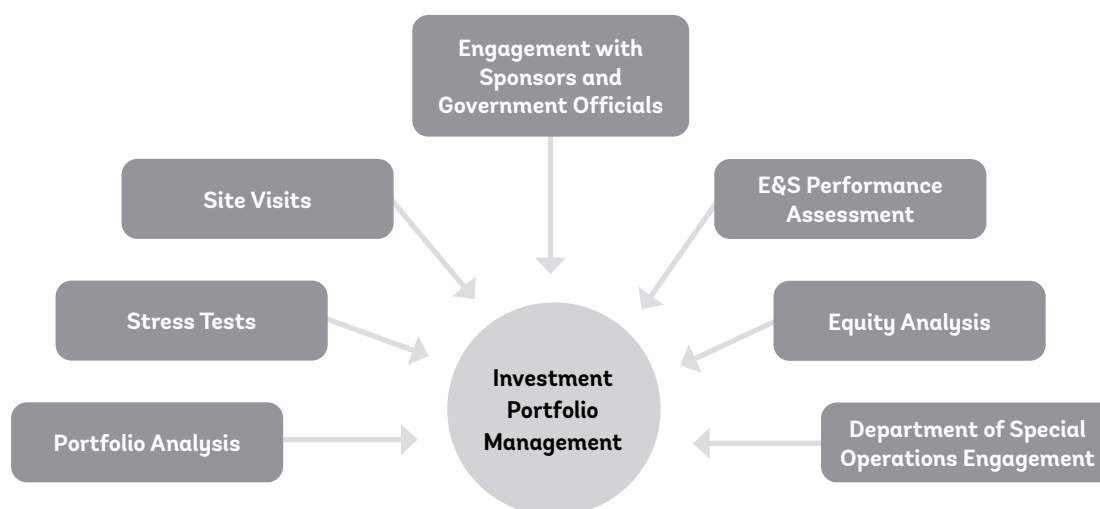 Engagement with
Sponsors and
Government Officials
Site Visits
E&S Performance
Assessment
Stress Tests
Equity Analysis
Investment
Portfolio
Management
Portfolio Analysis
Department of Special
Operations Engagement